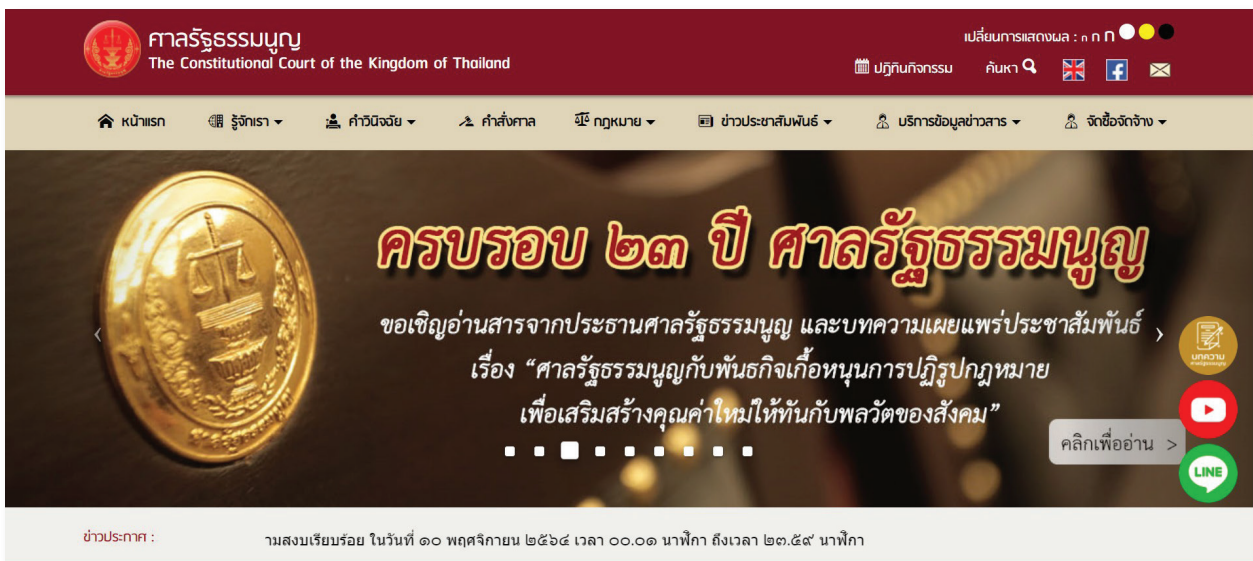 ศาลรัฐธรรมนูญ
The Constitutional Court of the Kingdom of Thailand
เปลี่ยนการแสดงผล : ก ก ก
ปฏิทินกิจกรรม ค้นหา
หน้าแรก รู้จักเรา คำวินิจฉัย คำสั่งศาล กฎหมาย ข่าวประชาสัมพันธ์ บริการข้อมูลข่าวสาร จัดซื้อจัดจ้าง
ครบรอบ ๒๓ ปี ศาลรัฐธรรมนูญ
ขอเชิญอ่านสารจากประธานศาลรัฐธรรมนูญ และบทความเผยแพร่ประชาสัมพันธ์
เรื่อง “ศาลรัฐธรรมนูญกับพันธกิจเกื้อหนุนการปฏิรูปกฎหมาย
เพื่อเสริมสร้างคุณค่าใหม่ให้ทันกับพลวัตของสังคม”
คลิกเพื่ออ่าน >
บทความ
LINE
ข่าวประกาศ : ามสงบเรียบร้อย ในวันที่ ๑๐ พฤศจิกายน ๒๕๖๔ เวลา ๐๐.๐๑ นาฬิกา ถึงเวลา ๒๓.๕๙ นาฬิกา